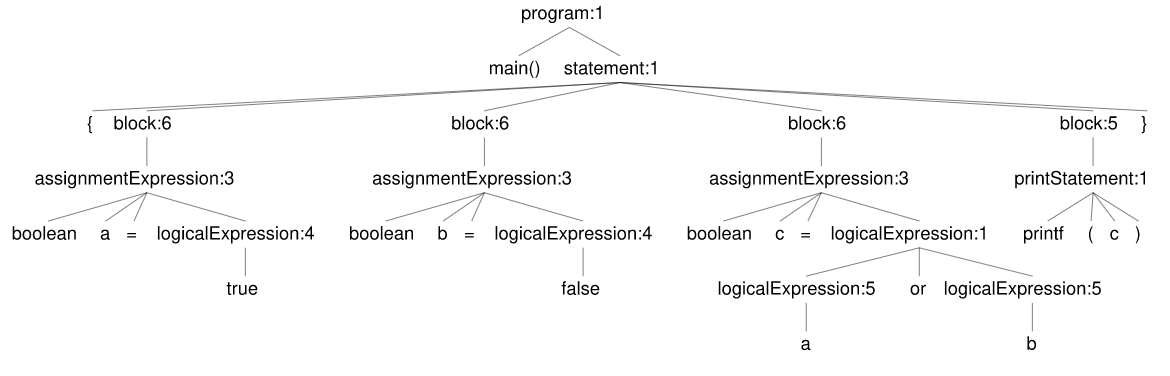 program:1
main() statement:1
{ block:6 block:6 block:6 block:5 }
assignmentExpression:3 assignmentExpression:3 assignmentExpression:3 printStatement:1
boolean a = logicalExpression:4 boolean b = logicalExpression:4 boolean c = logicalExpression:1 printf ( c )
true false logicalExpression:5 or logicalExpression:5
a b